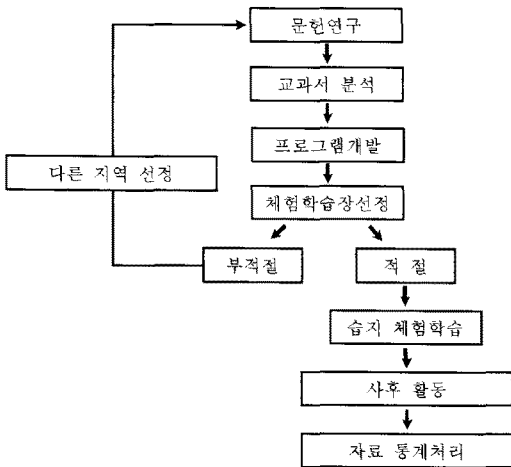 문헌연구
교과서 분석
프로그램개발
다른 지역 선정
체험학습장선정
부적절
적 절
습지 체험학습
사후 활동
자료 통계처리